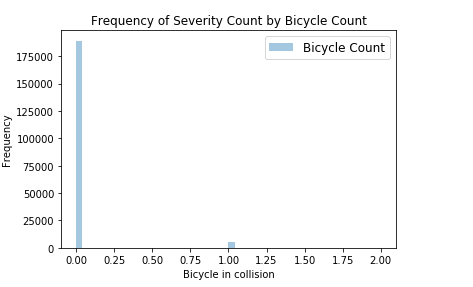 Frequency of Severity Count by Bicycle Count
Bicycle Count
Frequency
175000
150000
125000
100000
75000
50000
25000
0
0.00 0.25 0.50 0.75 1.00 1.25 1.50 1.75 2.00
Bicycle in collision